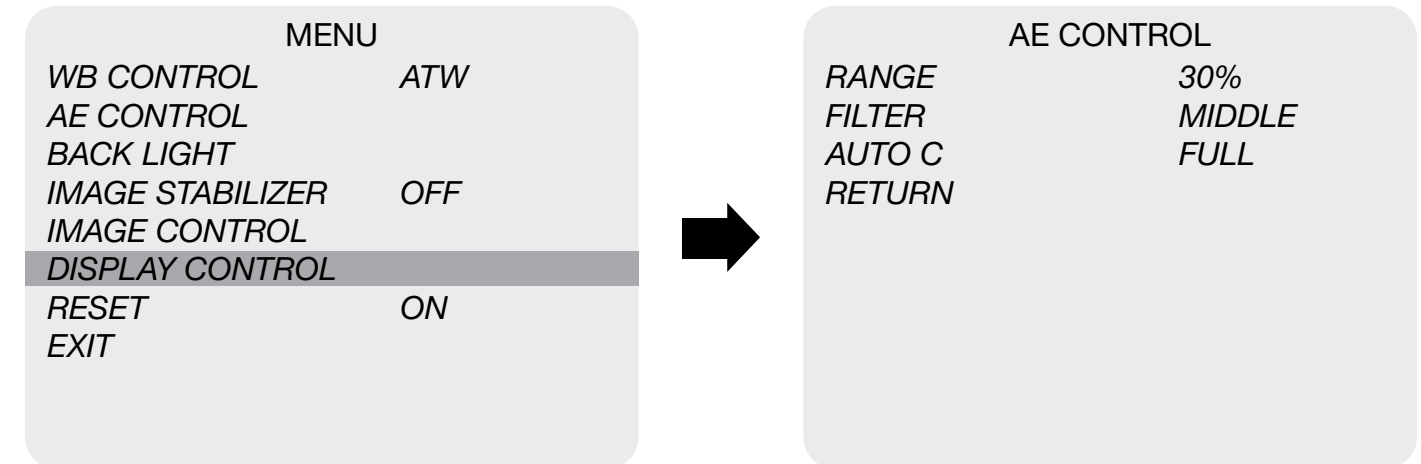 MENU
WB CONTROL ATW
AE CONTROL
BACK LIGHT
IMAGE STABILIZER OFF
IMAGE CONTROL
DISPLAY CONTROL
RESET ON
EXIT
AE CONTROL
RANGE 30%
FILTER MIDDLE
AUTO C FULL
RETURN